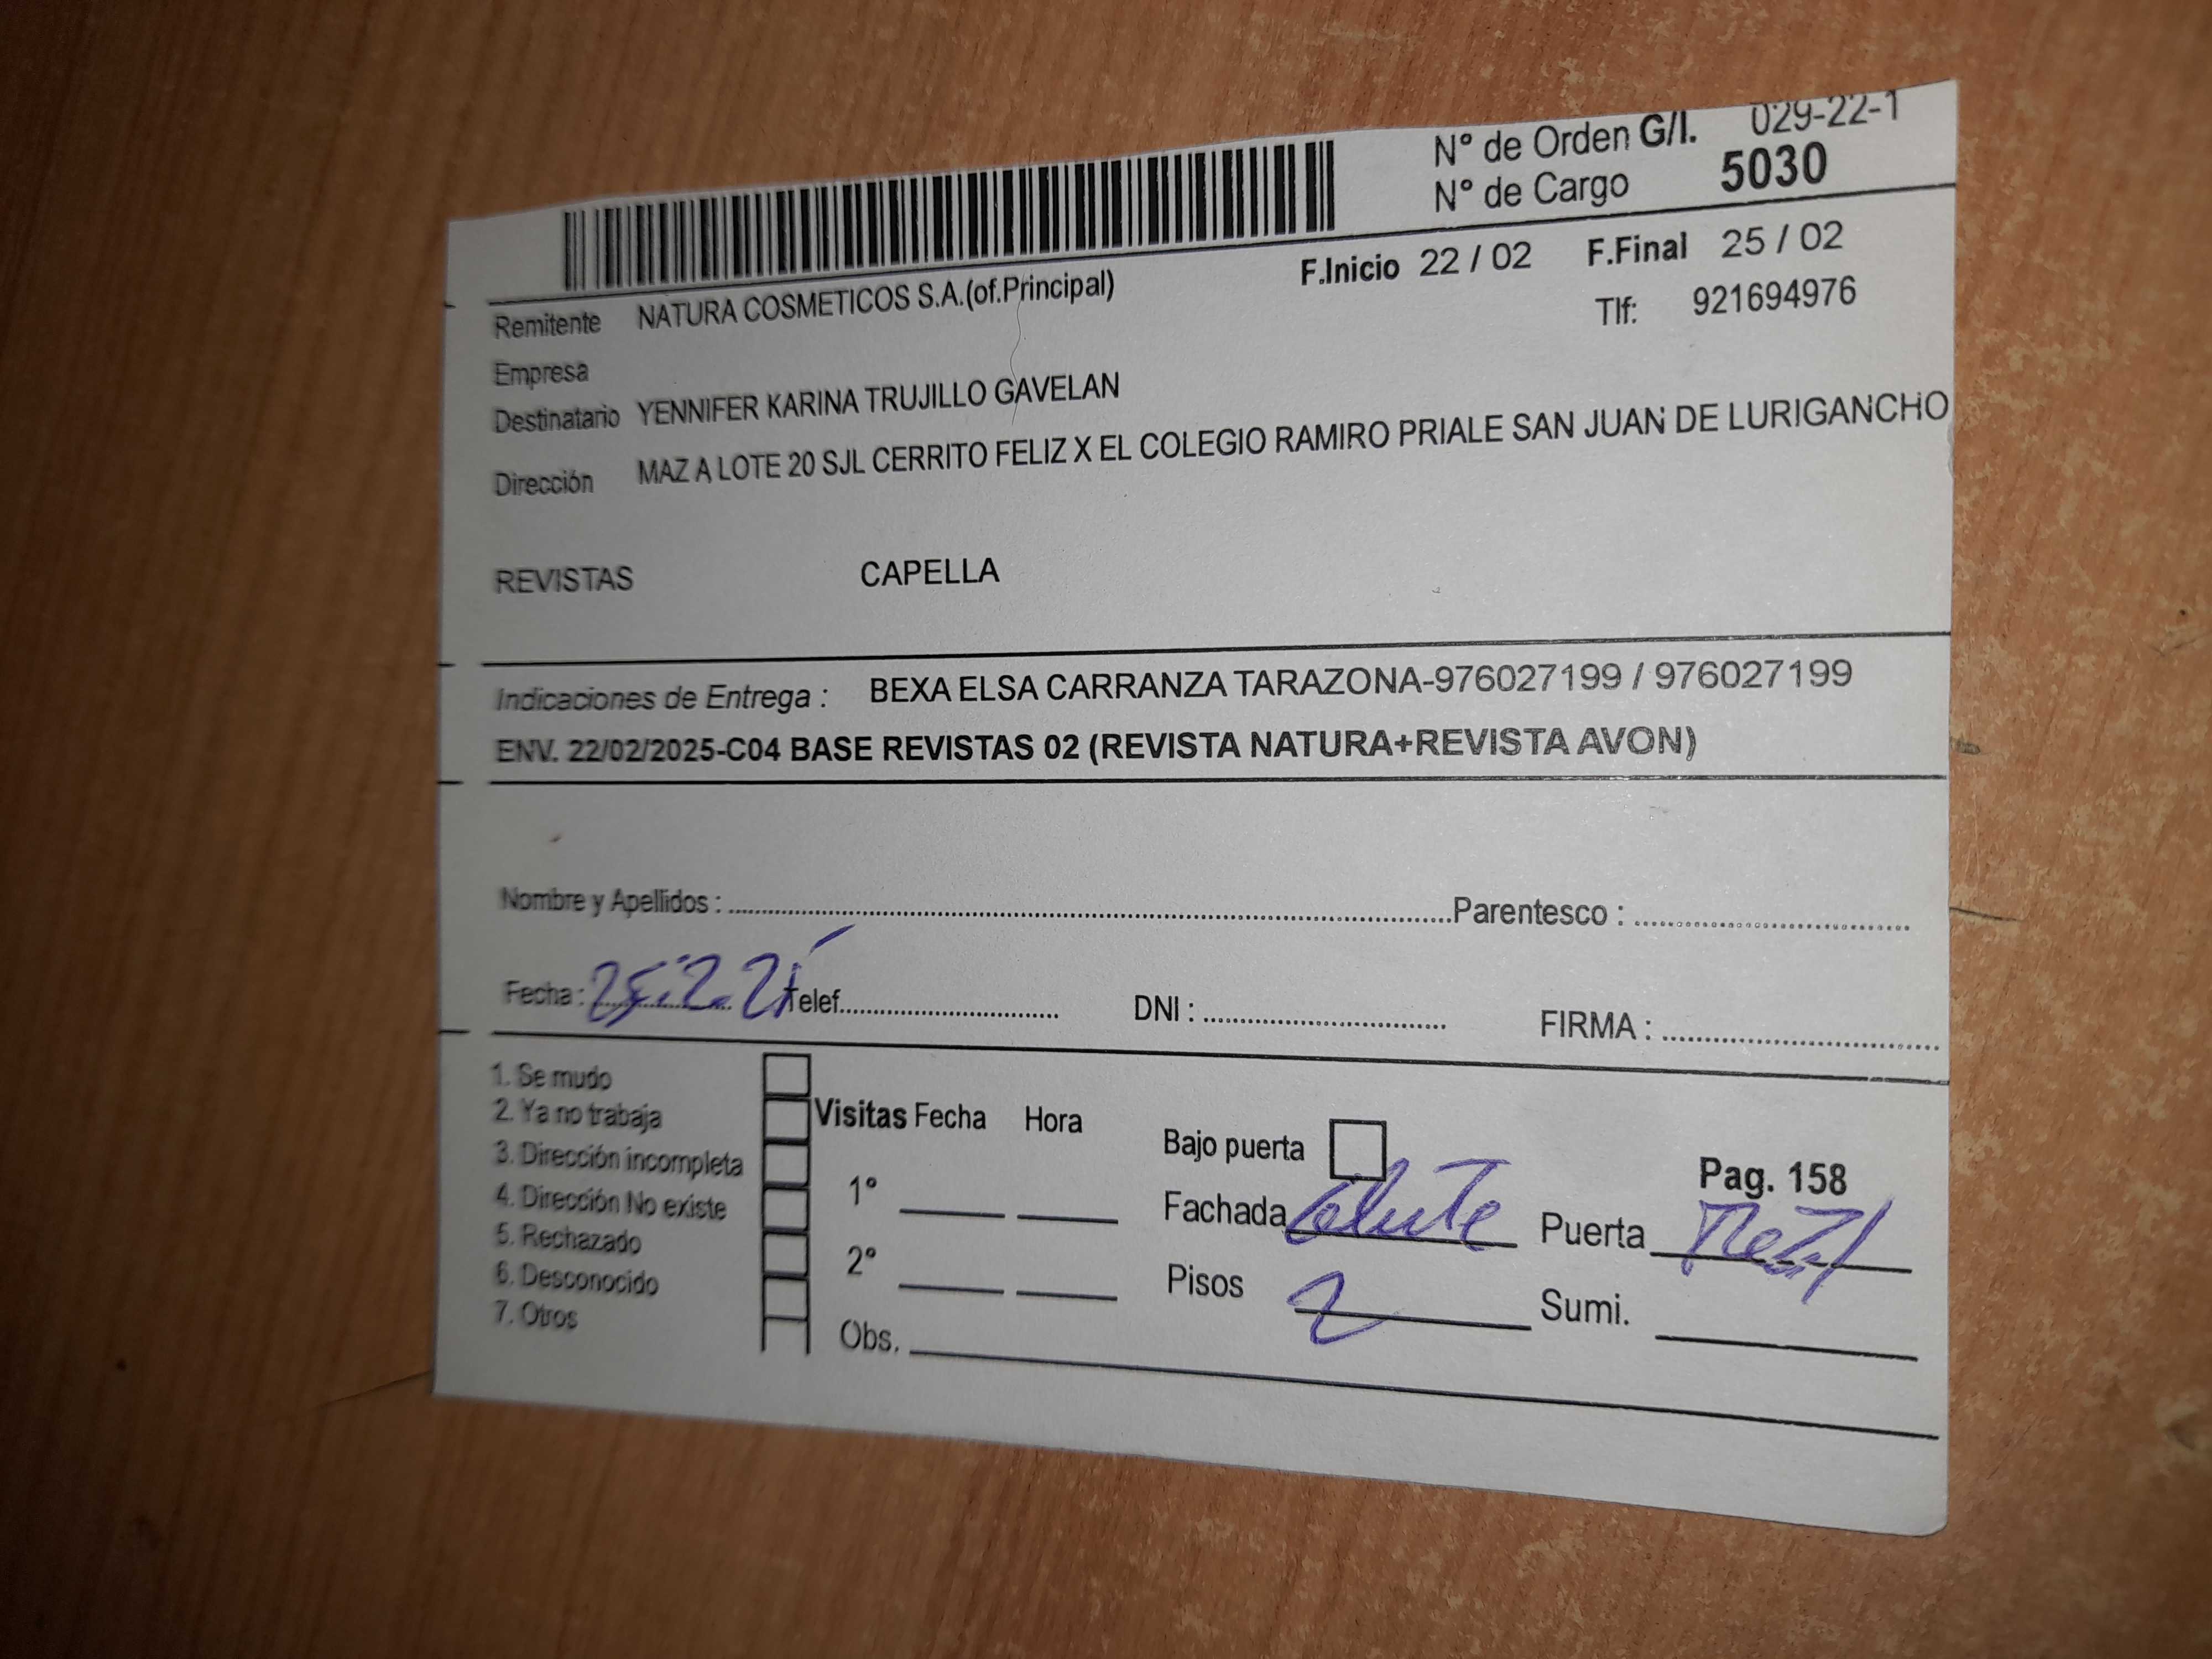 N° de Orden G/I. 029-22-1
N° de Cargo 5030
F.Inicio 22 / 02 F.Final 25 / 02
Remitente NATURA COSMETICOS S.A.(of.Principal) Tlf: 921694976
Empresa
Destinatario YENNIFER KARINA TRUJILLO GAVELAN
Dirección MAZ A LOTE 20 SJL CERRITO FELIZ X EL COLEGIO RAMIRO PRIALE SAN JUAN DE LURIGANCHO
REVISTAS CAPELLA
Indicaciones de Entrega : BEXA ELSA CARRANZA TARAZONA-976027199 / 976027199
ENV. 22/02/2025-C04 BASE REVISTAS 02 (REVISTA NATURA+REVISTA AVON)
Nombre y Apellidos : Parentesco :
Fecha : 25.2.25 Telef. DNI : FIRMA :
1. Se mudo
2. Ya no trabaja Visitas Fecha Hora
3. Dirección incompleta Bajo puerta Pag. 158
4. Dirección No existe 1° Fachada Puerta
5. Rechazado
6. Desconocido 2° Pisos 2 Sumi.
7. Otros Obs.